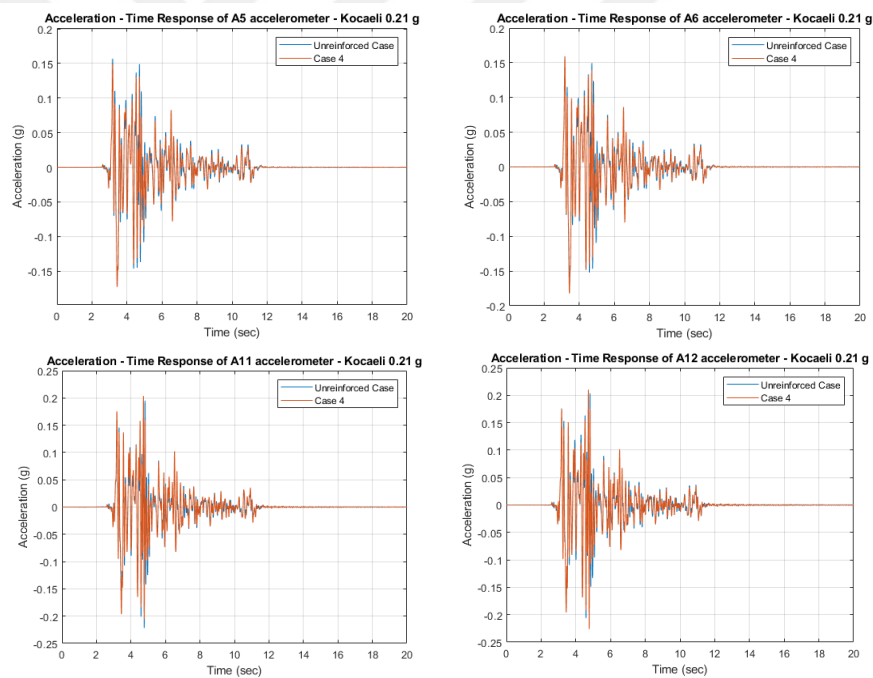 Acceleration - Time Response of A5 accelerometer - Kocaeli 0.21 g
Unreinforced Case
Case 4
Acceleration (g)
0.2
0.15
0.1
0.05
0
-0.05
-0.1
-0.15
0 2 4 6 8 10 12 14 16 18 20
Time (sec)
Acceleration - Time Response of A6 accelerometer - Kocaeli 0.21 g
Unreinforced Case
Case 4
Acceleration (g)
0.2
0.15
0.1
0.05
0
-0.05
-0.1
-0.15
-0.2
0 2 4 6 8 10 12 14 16 18 20
Time (sec)
Acceleration - Time Response of A11 accelerometer - Kocaeli 0.21 g
Unreinforced Case
Case 4
Acceleration (g)
0.25
0.2
0.15
0.1
0.05
0
-0.05
-0.1
-0.15
-0.2
-0.25
0 2 4 6 8 10 12 14 16 18 20
Time (sec)
Acceleration - Time Response of A12 accelerometer - Kocaeli 0.21 g
Unreinforced Case
Case 4
Acceleration (g)
0.25
0.2
0.15
0.1
0.05
0
-0.05
-0.1
-0.15
-0.2
-0.25
0 2 4 6 8 10 12 14 16 18 20
Time (sec)